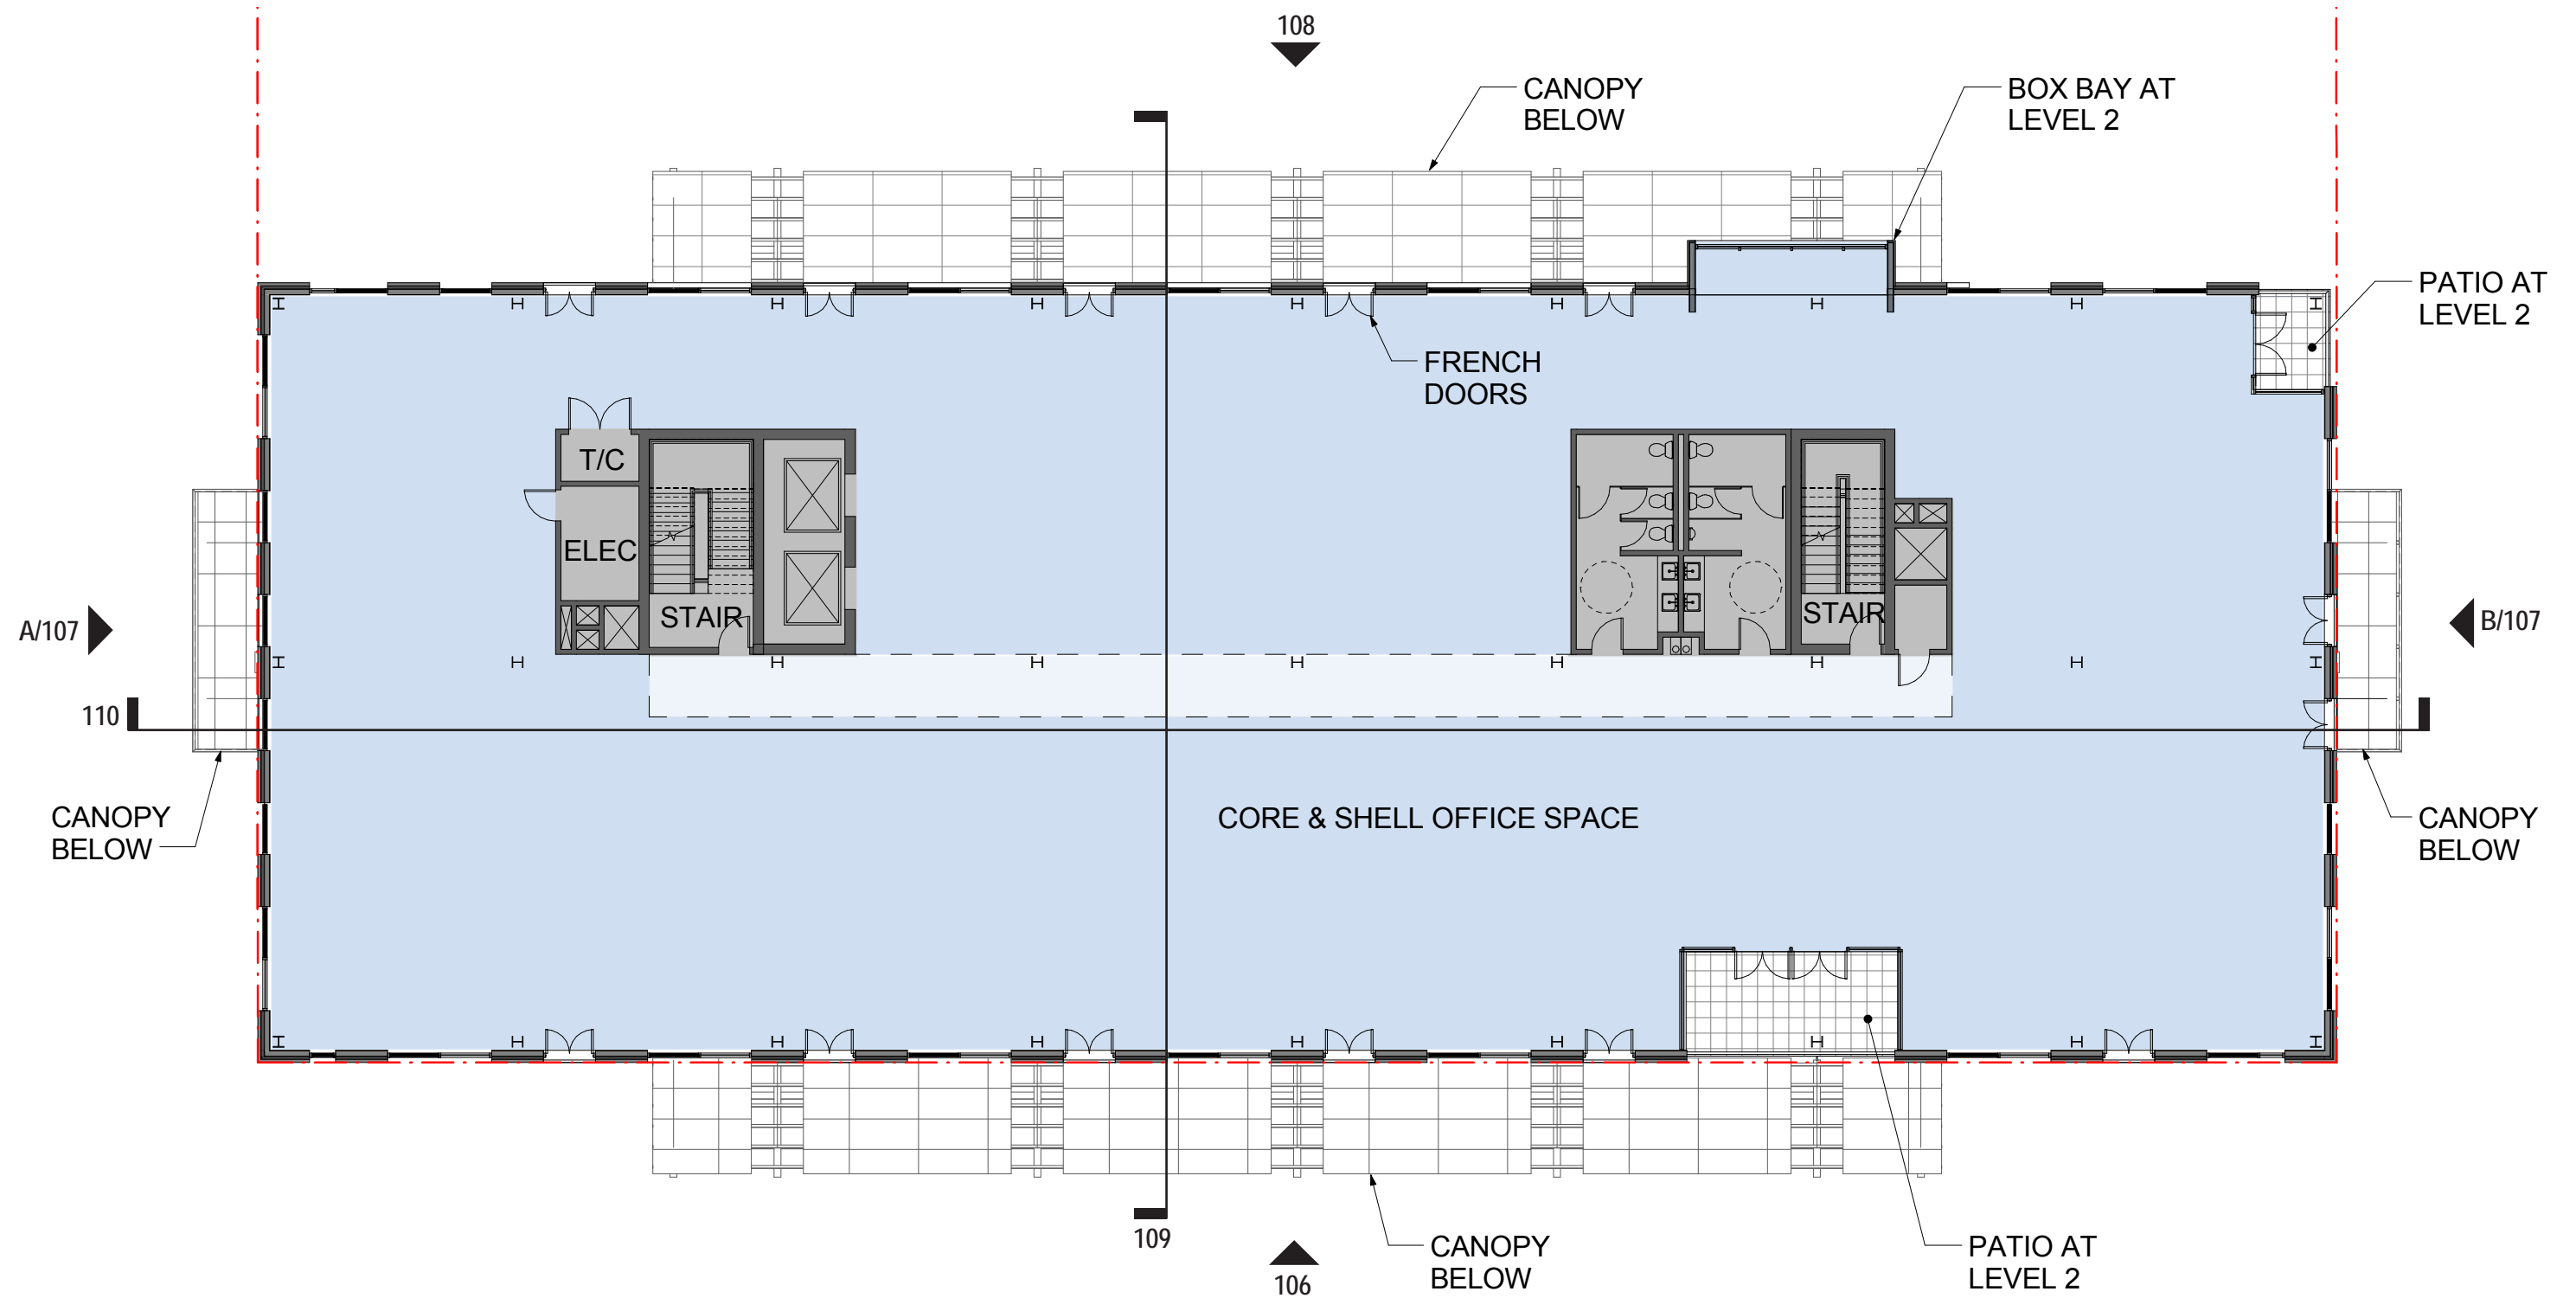 108
CANOPY
BELOW
BOX BAY AT
LEVEL 2
PATIO AT
LEVEL 2
FRENCH
DOORS
T/C
ELEC
STAIR
STAIR
A/107
B/107
110
CANOPY
BELOW
CORE & SHELL OFFICE SPACE
CANOPY
BELOW
109
106
CANOPY
BELOW
PATIO AT
LEVEL 2